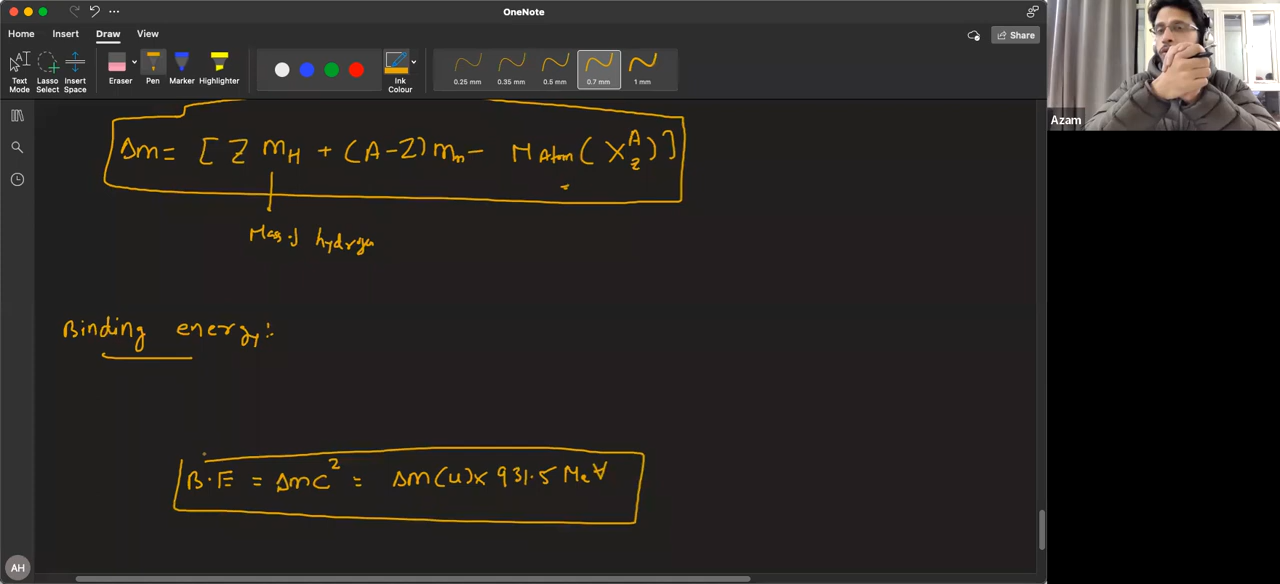 OneNote
Home Insert Draw View
Share
Text Mode
Lasso Select
Insert Space
Eraser
Pen
Marker
Highlighter
Ink Colour
0.25 mm
0.35 mm
0.5 mm
0.7 mm
1 mm
Azam
Δm = [ Z mH + (A-Z) mn - M Atom ( X A Z ) ]
Mass of hydrogen
Binding energy:
B.E = Δmc² = Δm(u) x 931.5 MeV
AH